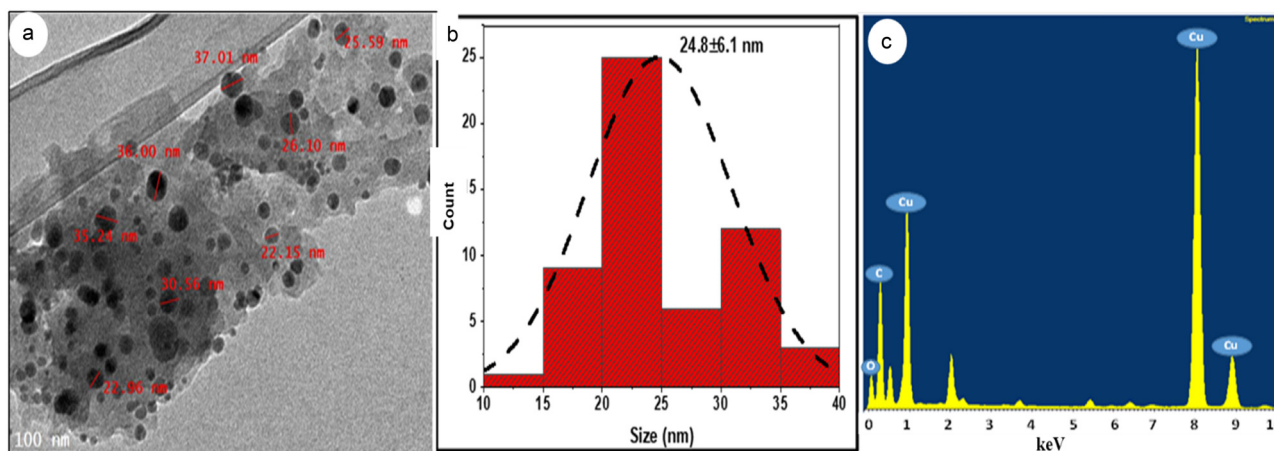 a
37.01 nm
25.59 nm
26.10 nm
36.00 nm
35.24 nm
22.15 nm
30.56 nm
22.96 nm
100 nm
b
24.8±6.1 nm
25
20
15
10
5
0
Count
10 15 20 25 30 35 40
Size (nm)
c
Spectrum
Cu
Cu
C
O
Cu
0 1 2 3 4 5 6 7 8 9 1
keV